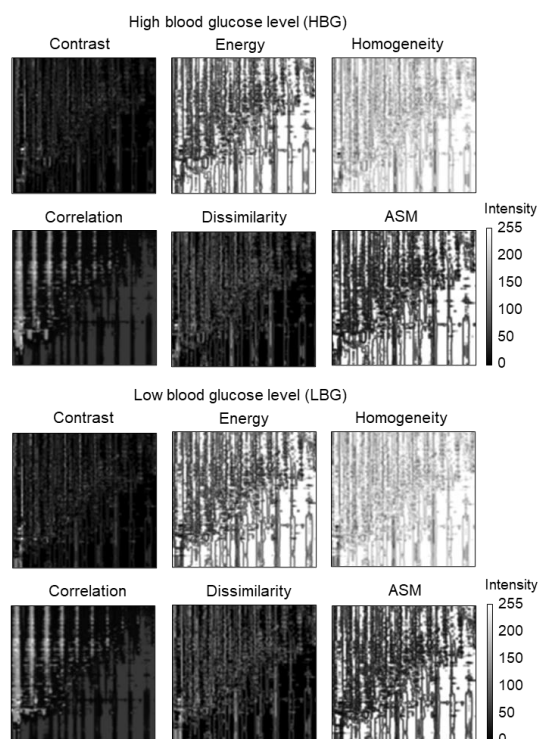 High blood glucose level (HBG)
Contrast Energy Homogeneity
Correlation Dissimilarity ASM
Intensity
255
200
150
100
50
0
Low blood glucose level (LBG)
Contrast Energy Homogeneity
Correlation Dissimilarity ASM
Intensity
255
200
150
100
50
0